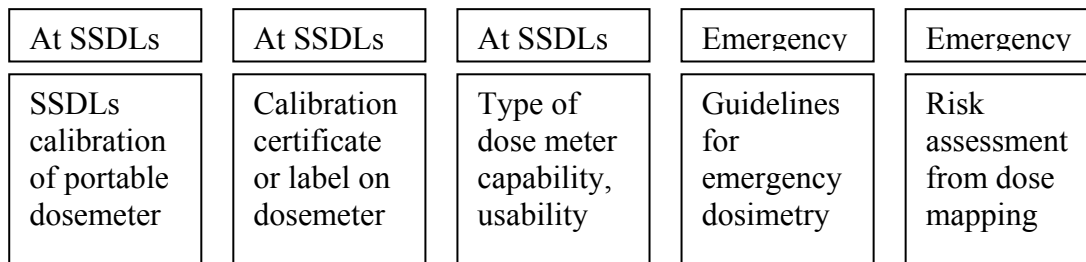 At SSDLs
At SSDLs
At SSDLs
Emergency
Emergency
SSDLs
calibration
of portable
dosemeter
Calibration
certificate
or label on
dosemeter
Type of
dose meter
capability,
usability
Guidelines
for
emergency
dosimetry
Risk
assessment
from dose
mapping